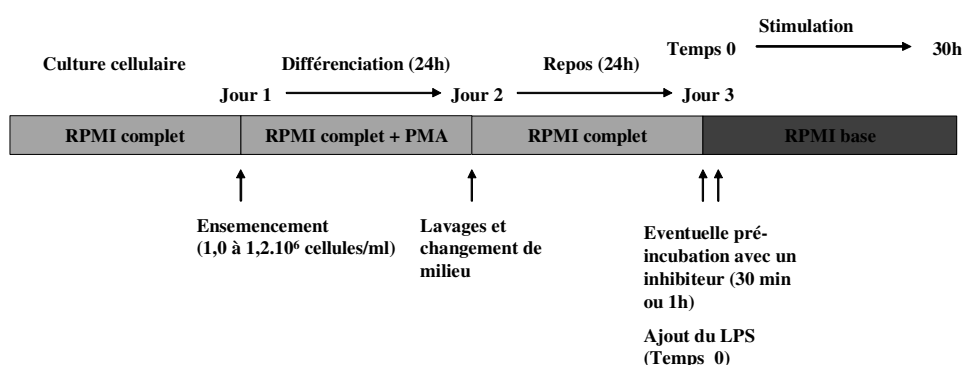 Stimulation
Temps 0
30h
Culture cellulaire
Différenciation (24h)
Repos (24h)
Jour 1
Jour 2
Jour 3
RPMI complet
RPMI complet + PMA
RPMI complet
RPMI base
Ensemencement
(1,0 à 1,2.10⁶ cellules/ml)
Lavages et
changement de
milieu
Eventuelle pré-
incubation avec un
inhibiteur (30 min
ou 1h)
Ajout du LPS
(Temps 0)